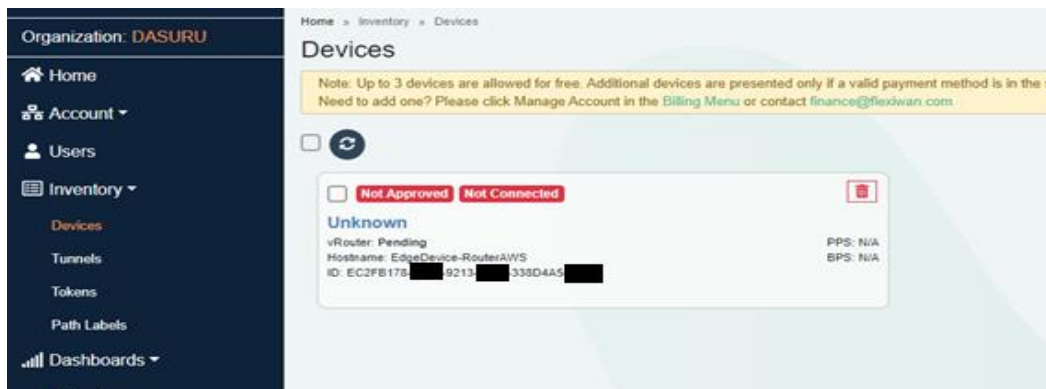 Organization: DASURU
Home
Account
Users
Inventory
Devices
Tunnels
Tokens
Path Labels
Dashboards
Home » Inventory » Devices
Devices
Note: Up to 3 devices are allowed for free. Additional devices are presented only if a valid payment method is in the
Need to add one? Please click Manage Account in the Billing Menu or contact finance@flexiwan.com
Not Approved Not Connected
Unknown
vRouter: Pending
PPS: N/A
Hostname: EdgeDevice-RouterAWS
BPS: N/A
ID: EC2FB178- -9213- -338D4A5